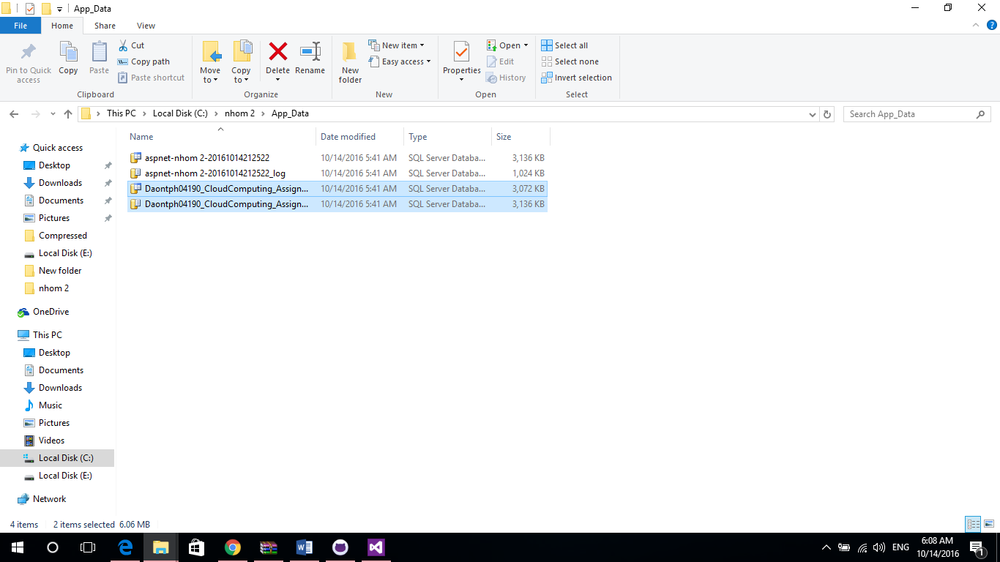 App_Data
File Home Share View
Pin to Quick access
Copy
Paste
Cut
Copy path
Paste shortcut
Clipboard
Move to
Copy to
Delete
Rename
Organize
New folder
New item
Easy access
New
Properties
Open
Edit
History
Open
Select all
Select none
Invert selection
Select
This PC Local Disk (C:) nhom 2 App_Data
Search App_Data
Name Date modified Type Size
aspnet-nhom 2-20161014212522 10/14/2016 5:41 AM SQL Server Databa... 3,136 KB
aspnet-nhom 2-20161014212522_log 10/14/2016 5:41 AM SQL Server Databa... 1,024 KB
Daontph04190_CloudComputing_Assign... 10/14/2016 5:41 AM SQL Server Databa... 3,072 KB
Daontph04190_CloudComputing_Assign... 10/14/2016 5:41 AM SQL Server Databa... 3,136 KB
Quick access
Desktop
Downloads
Documents
Pictures
Compressed
Local Disk (E:)
New folder
nhom 2
OneDrive
This PC
Desktop
Documents
Downloads
Music
Pictures
Videos
Local Disk (C:)
Local Disk (E:)
Network
4 items 2 items selected 6.06 MB
ENG
6:08 AM
10/14/2016
1